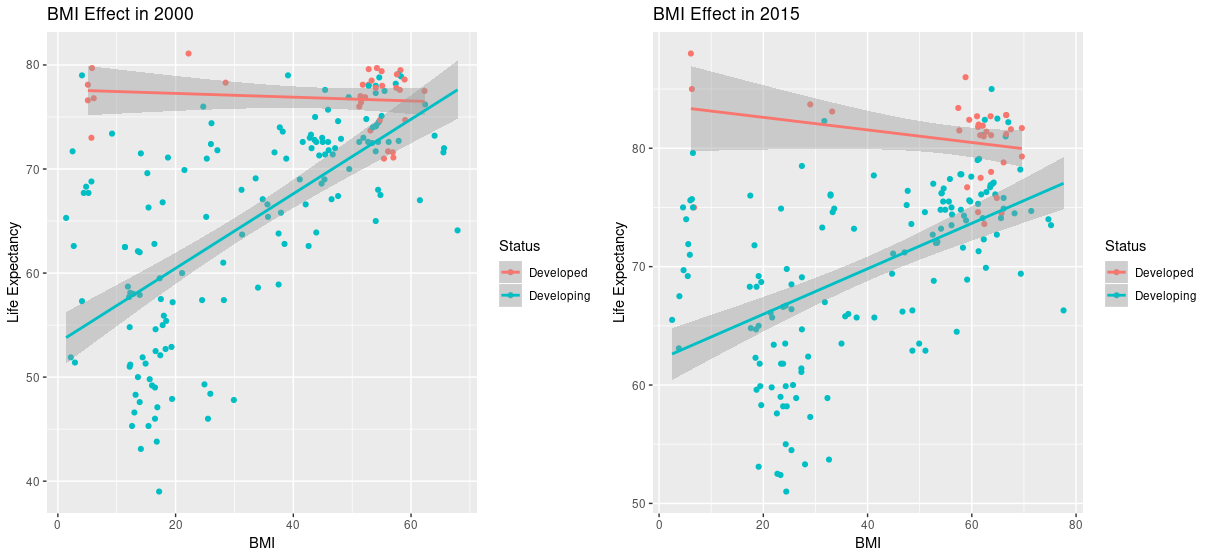 BMI Effect in 2000
80
70
60
50
40
0
20
40
60
BMI
Life Expectancy
Status
Developed
Developing
BMI Effect in 2015
80
70
60
50
0
20
40
60
80
BMI
Life Expectancy
Status
Developed
Developing